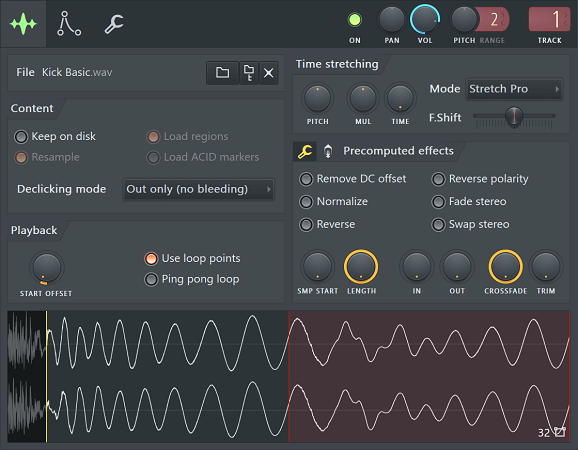 ON PAN VOL PITCH RANGE 2 TRACK 1
File Kick Basic.wav
Content
Keep on disk Load regions
Resample Load ACID markers
Declicking mode Out only (no bleeding)
Playback
START OFFSET
Use loop points
Ping pong loop
Time stretching
PITCH MUL TIME
Mode Stretch Pro
F.Shift
Precomputed effects
Remove DC offset Reverse polarity
Normalize Fade stereo
Reverse Swap stereo
SMP START LENGTH IN OUT CROSSFADE TRIM
32